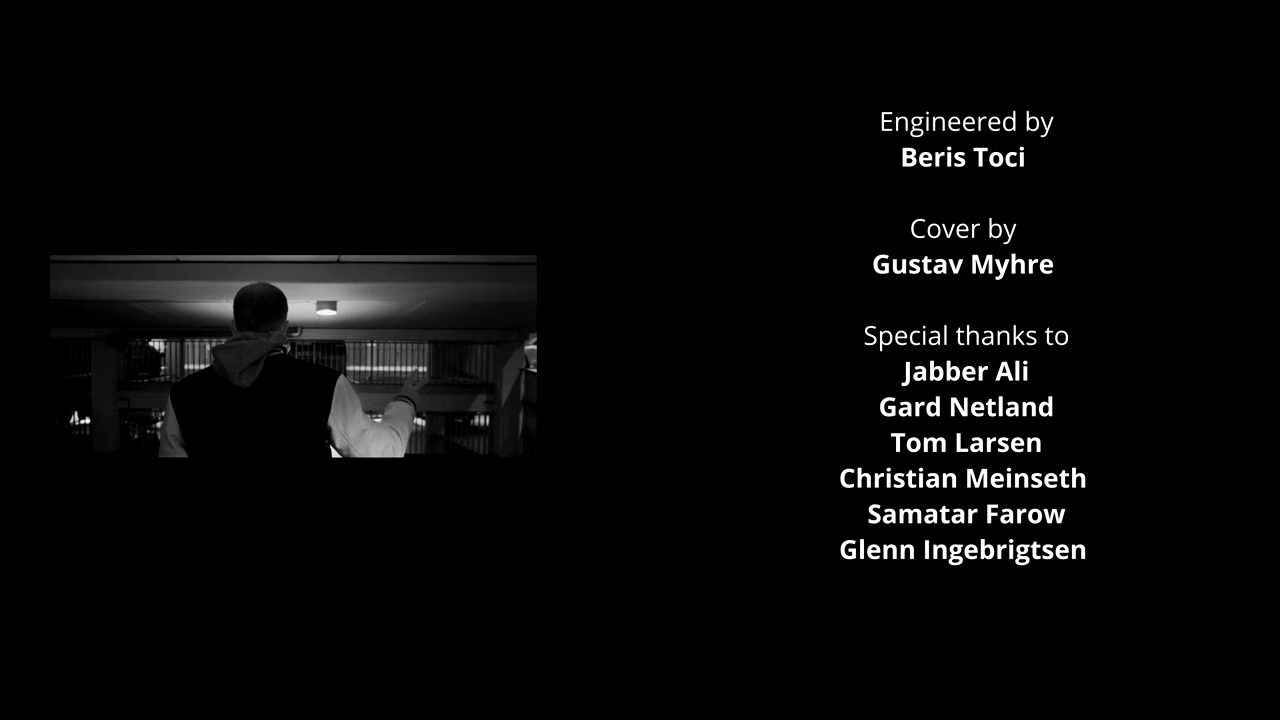 Engineered by
Beris Toci
Cover by
Gustav Myhre
Special thanks to
Jabber Ali
Gard Netland
Tom Larsen
Christian Meinseth
Samatar Farow
Glenn Ingebrigtsen